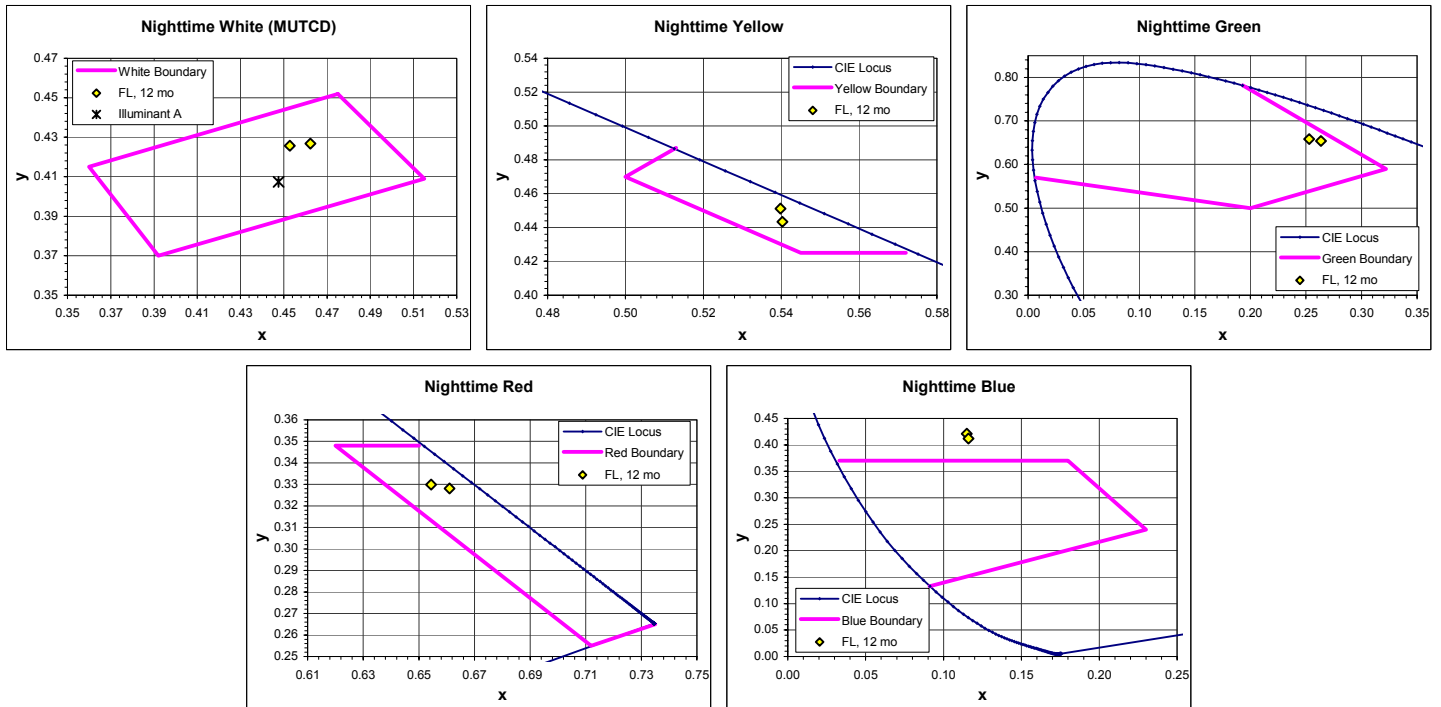 Nighttime White (MUTCD)
0.47
0.45
0.43
0.41
0.39
0.37
0.35
y
White Boundary
FL, 12 mo
Illuminant A
0.35 0.37 0.39 0.41 0.43 0.45 0.47 0.49 0.51 0.53
x
Nighttime Yellow
0.54
0.52
0.50
0.48
0.46
0.44
0.42
0.40
y
CIE Locus
Yellow Boundary
FL, 12 mo
0.48 0.50 0.52 0.54 0.56 0.58
x
Nighttime Green
0.80
0.70
0.60
0.50
0.40
0.30
y
CIE Locus
Green Boundary
FL, 12 mo
0.00 0.05 0.10 0.15 0.20 0.25 0.30 0.35
x
Nighttime Red
0.36
0.35
0.34
0.33
0.32
0.31
0.30
0.29
0.28
0.27
0.26
0.25
y
CIE Locus
Red Boundary
FL, 12 mo
0.61 0.63 0.65 0.67 0.69 0.71 0.73 0.75
x
Nighttime Blue
0.45
0.40
0.35
0.30
0.25
0.20
0.15
0.10
0.05
0.00
y
CIE Locus
Blue Boundary
FL, 12 mo
0.00 0.05 0.10 0.15 0.20 0.25
x